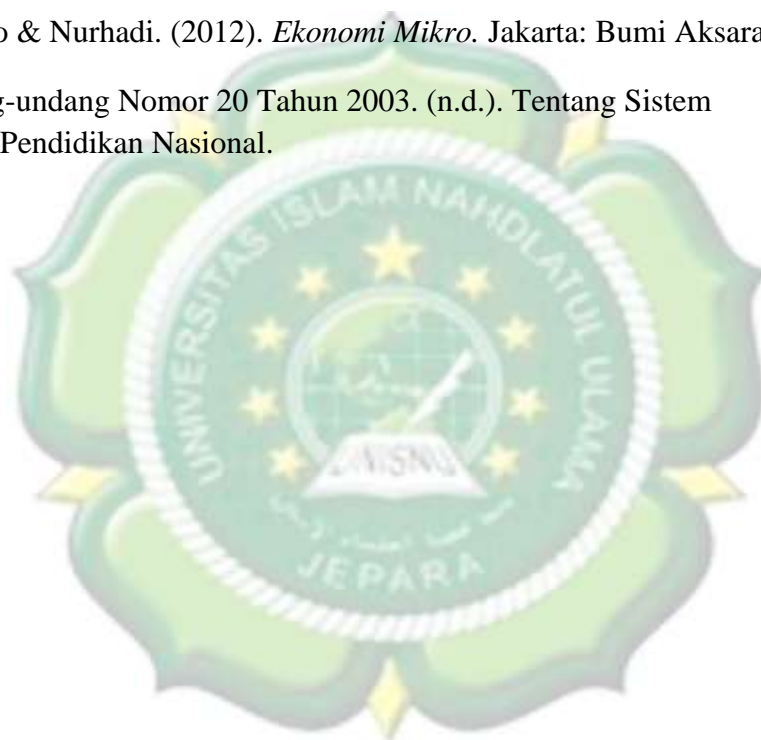 o & Nurhadi. (2012). Ekonomi Mikro. Jakarta: Bumi Aksara
g-undang Nomor 20 Tahun 2003. (n.d.). Tentang Sistem
Pendidikan Nasional.
UNIVERSITAS ISLAM NAHDLATUL ULAMA
UNISNU
JEPARA